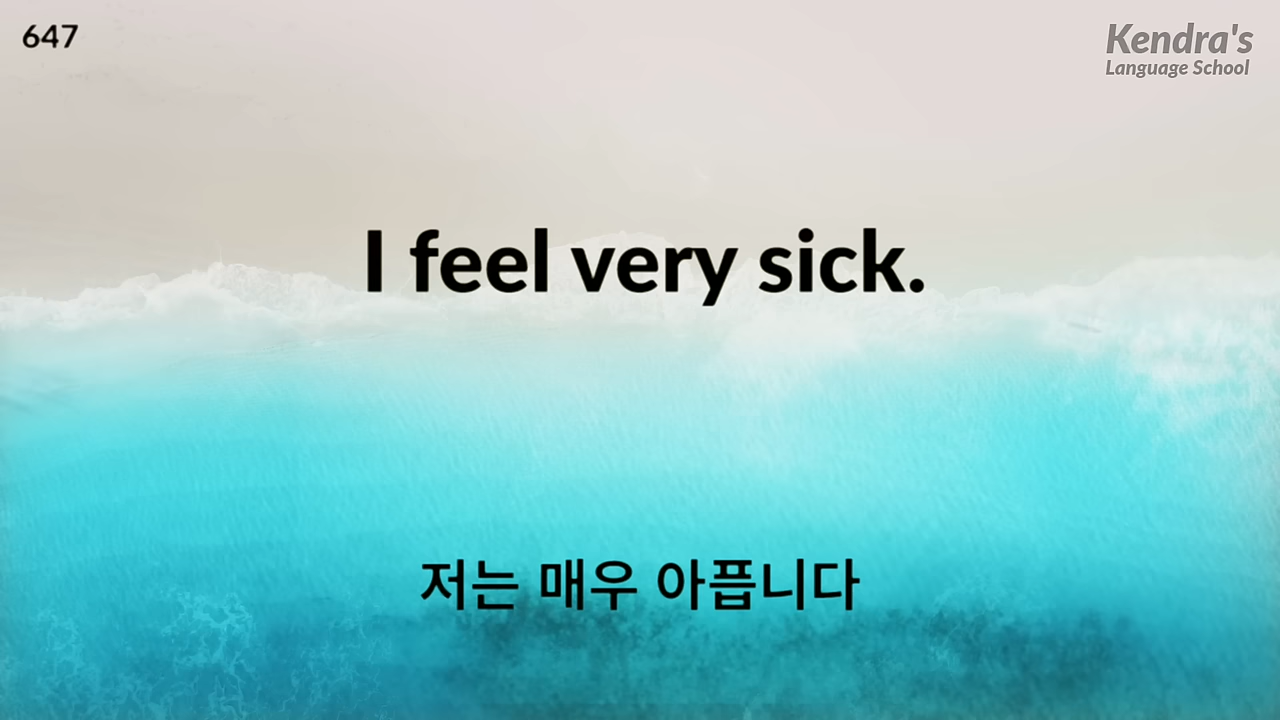 647
Kendra's
Language School
I feel very sick.
저는 매우 아픕니다